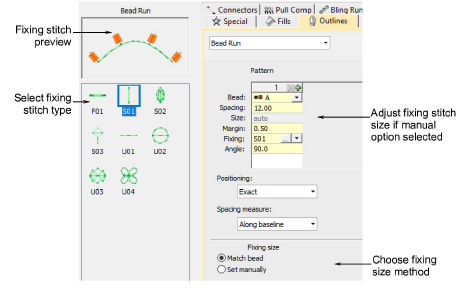 Bead Run
Fixing stitch
preview
Select fixing
stitch type
F01
S01
S02
S03
U01
U02
U03
U04
Connectors
Pull Comp
Bling Run
Special
Fills
Outlines
Bead Run
Pattern
1
Bead:
A
Spacing:
12.00
Size:
auto
Margin:
0.50
Fixing:
S01
...
Angle:
90.0
Adjust fixing stitch
size if manual
option selected
Positioning:
Exact
Spacing measure:
Along baseline
Fixing size
Match bead
Set manually
Choose fixing
size method